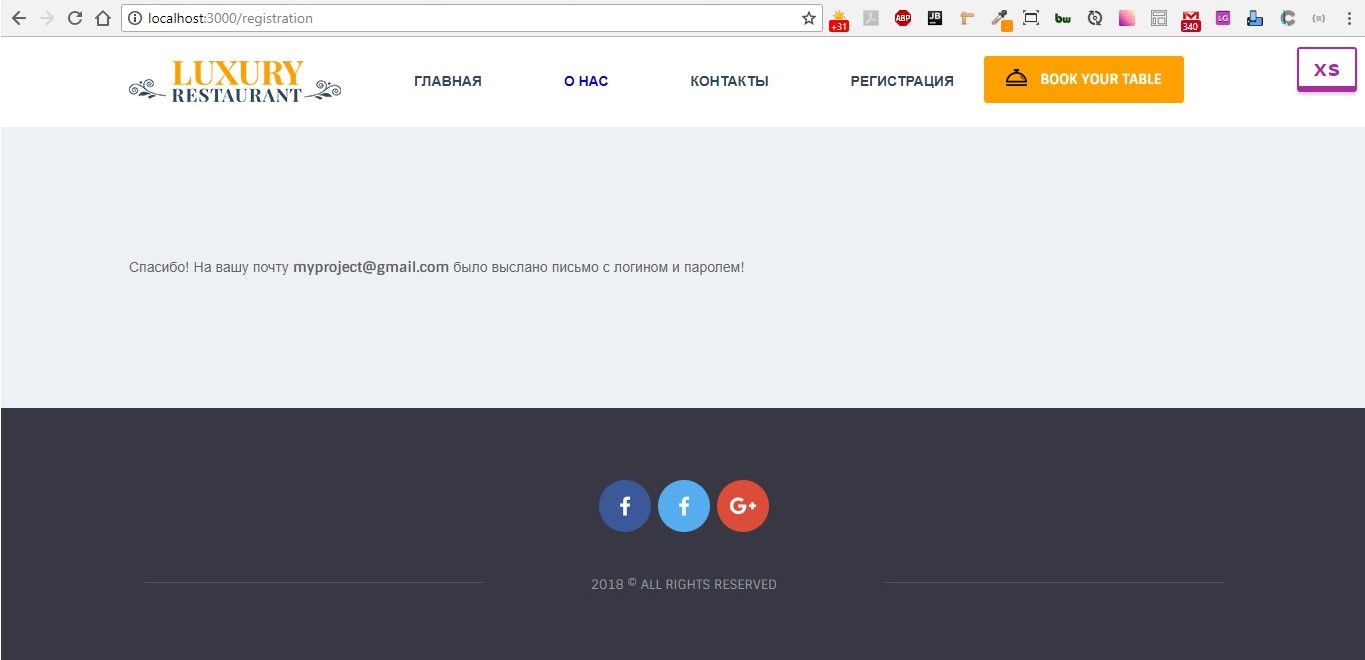 localhost:3000/registration
+31
ABP
JB
bw
340
LG
LUXURY
RESTAURANT
ГЛАВНАЯ
О НАС
КОНТАКТЫ
РЕГИСТРАЦИЯ
BOOK YOUR TABLE
XS
Спасибо! На вашу почту myproject@gmail.com было выслано письмо с логином и паролем!
2018 © ALL RIGHTS RESERVED